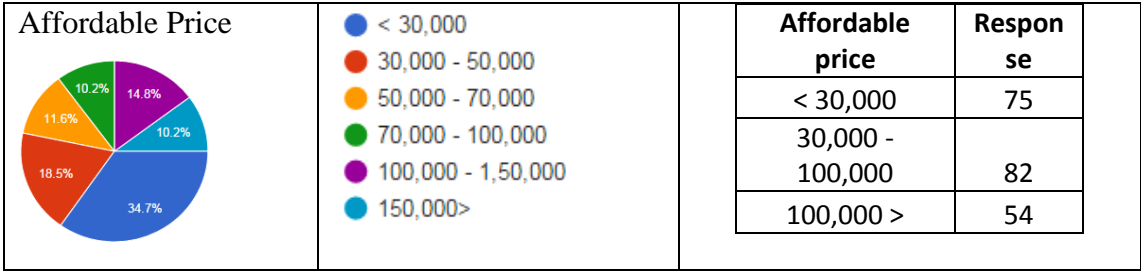 Affordable Price
10.2%
14.8%
11.6%
10.2%
18.5%
34.7%
< 30,000
30,000 - 50,000
50,000 - 70,000
70,000 - 100,000
100,000 - 1,50,000
150,000>
Affordable
price
Respon
se
< 30,000
75
30,000 -
100,000
82
100,000 >
54